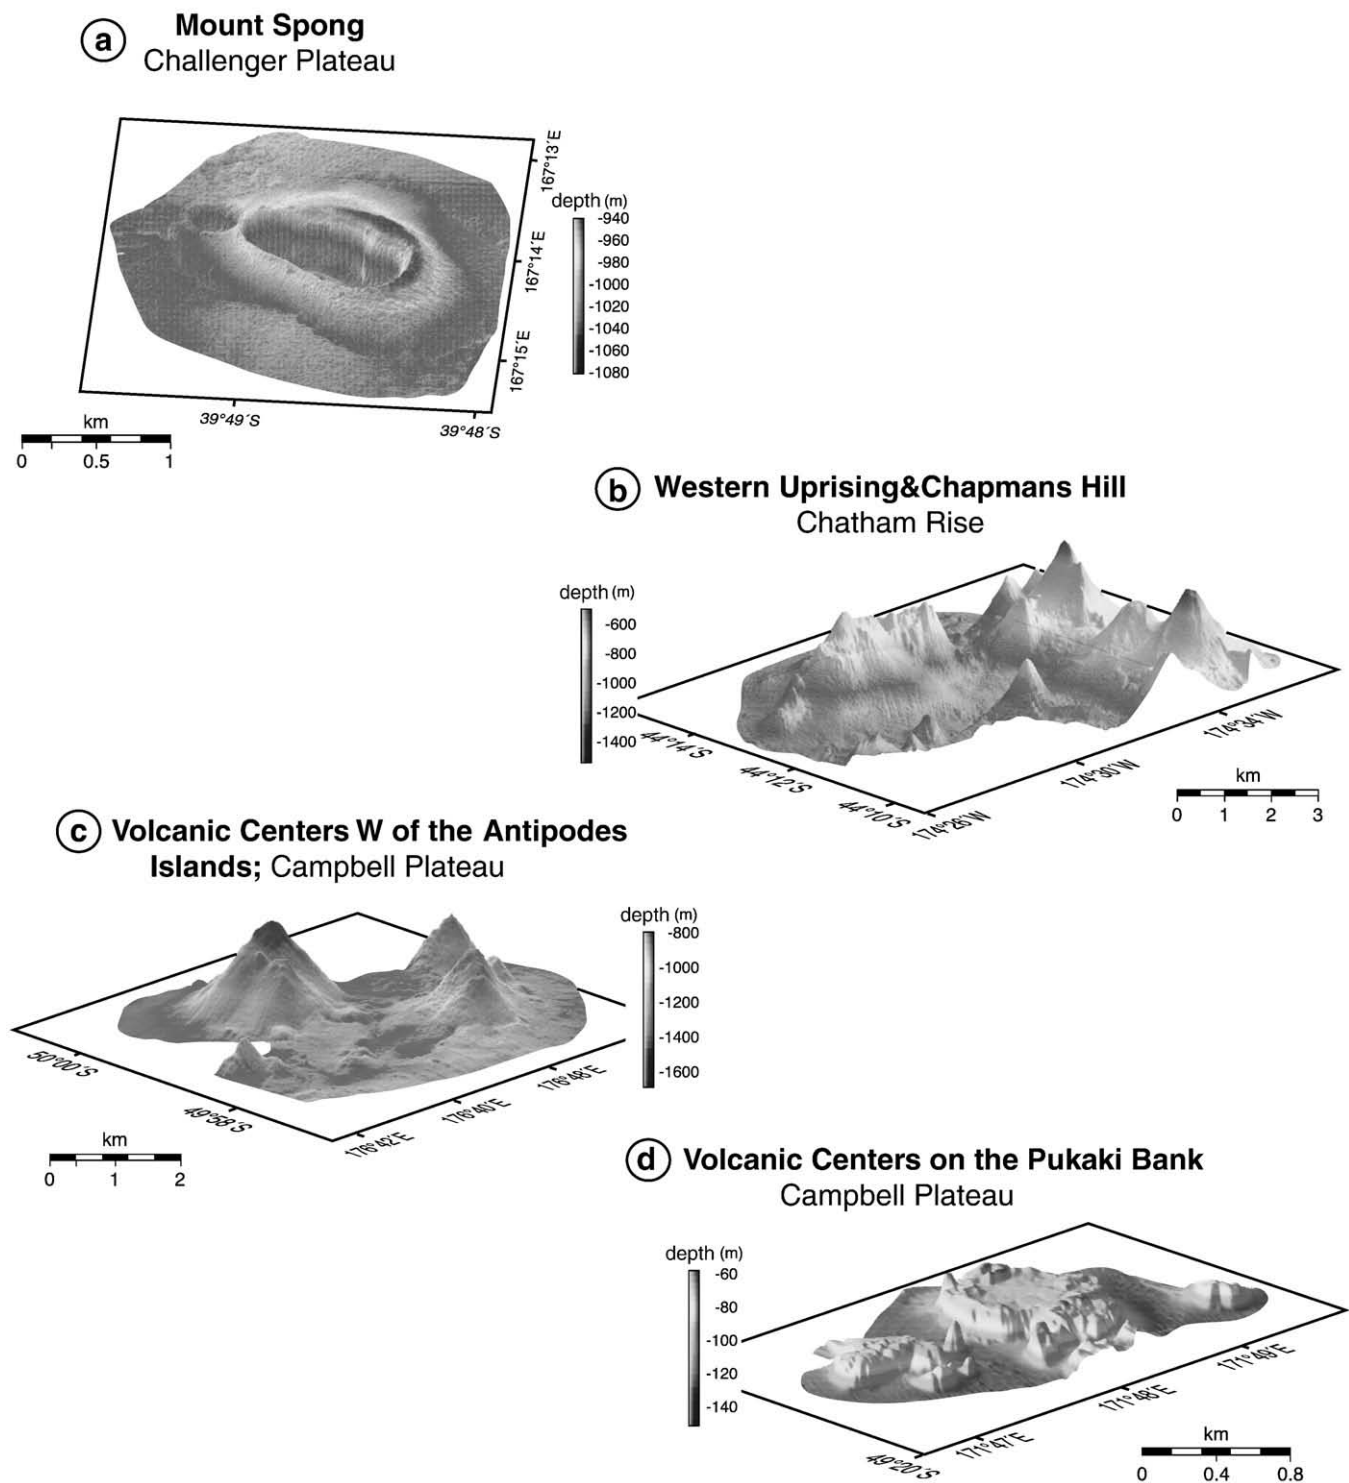 a
Mount Spong
Challenger Plateau
167°13´E
depth (m)
-940
-960
-980
-1000
-1020
-1040
-1060
-1080
167°14´E
167°15´E
39°49´S
39°48´S
km
0 0.5 1
b
Western Uprising&Chapmans Hill
Chatham Rise
depth (m)
-600
-800
-1000
-1200
-1400
44°14´S
44°12´S
44°10´S
174°26´W
174°30´W
174°34´W
km
0 1 2 3
c
Volcanic Centers W of the Antipodes
Islands; Campbell Plateau
depth (m)
-800
-1000
-1200
-1400
-1600
50°00´S
49°58´S
176°42´E
176°40´E
176°48´E
km
0 1 2
d
Volcanic Centers on the Pukaki Bank
Campbell Plateau
depth (m)
-60
-80
-100
-120
-140
49°20´S
171°47´E
171°48´E
171°49´E
km
0 0.4 0.8